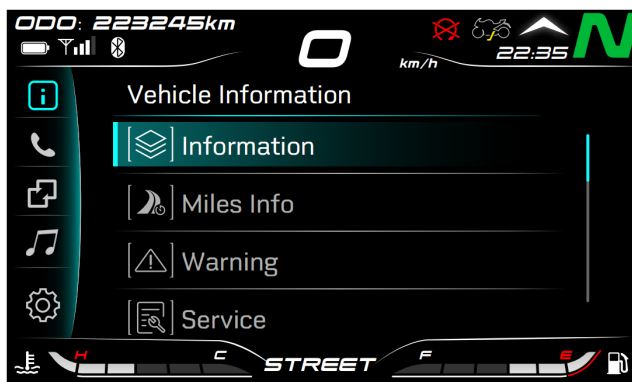 ODO: 223245km
0
km/h
22:35
N
Vehicle Information
Information
Miles Info
Warning
Service
H
C
STREET
F
E